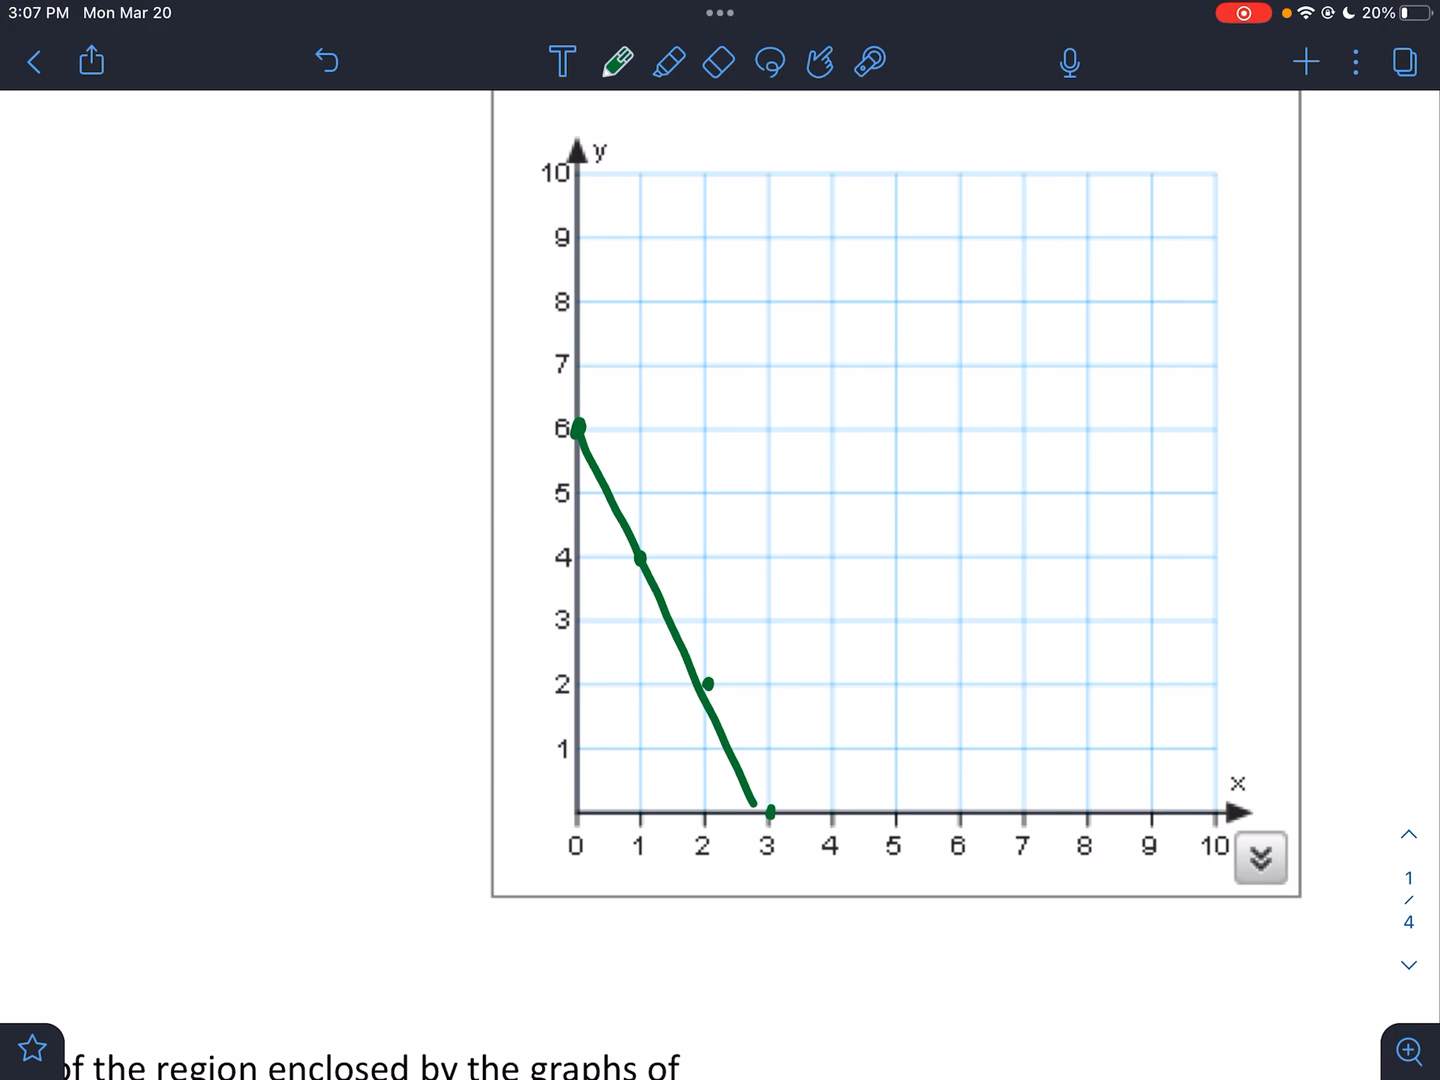 3:07 PM Mon Mar 20
20%
T
y
10
9
8
7
6
5
4
3
2
1
x
0 1 2 3 4 5 6 7 8 9 10
1
/
4
of the region enclosed by the graphs of